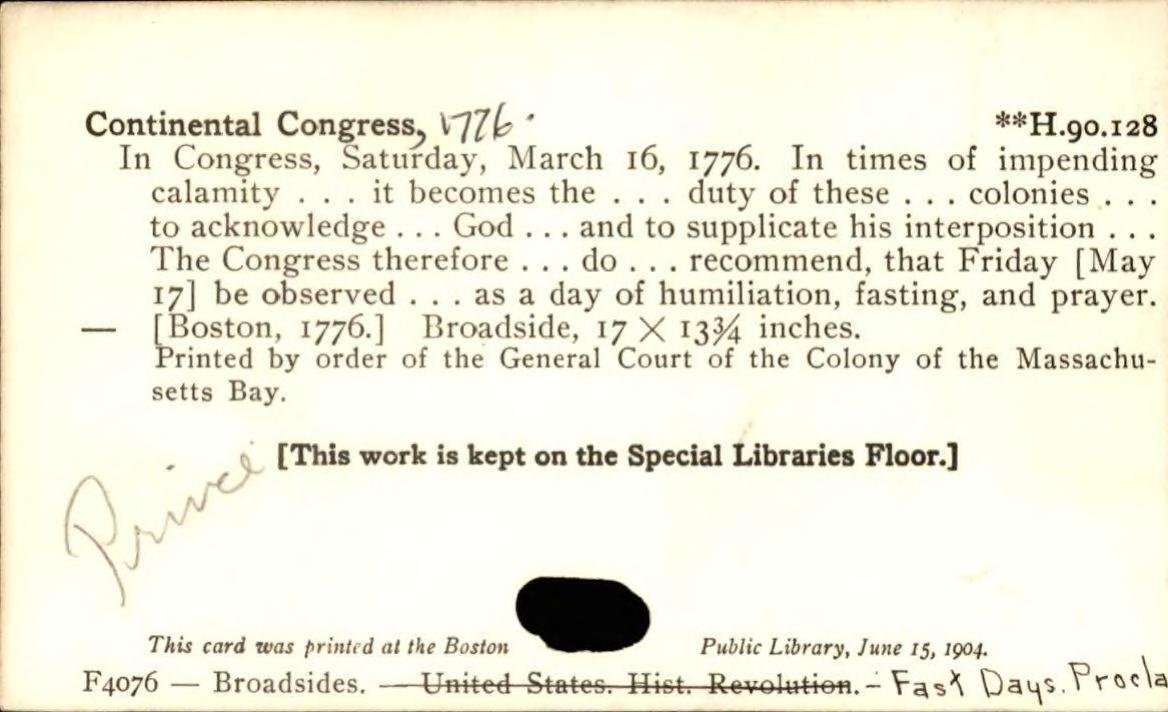 Continental Congress, 1776. **H.90.128
In Congress, Saturday, March 16, 1776. In times of impending
calamity . . . it becomes the . . . duty of these . . . colonies . . .
to acknowledge . . . God . . . and to supplicate his interposition . . .
The Congress therefore . . . do . . . recommend, that Friday [May
17] be observed . . . as a day of humiliation, fasting, and prayer.
— [Boston, 1776.] Broadside, 17 × 13¾ inches.
Printed by order of the General Court of the Colony of the Massachu-
setts Bay.
[This work is kept on the Special Libraries Floor.]
Prince
This card was printed at the Boston Public Library, June 15, 1904.
F4076 — Broadsides. — United States. Hist. Revolution. - Fast Days. Procla